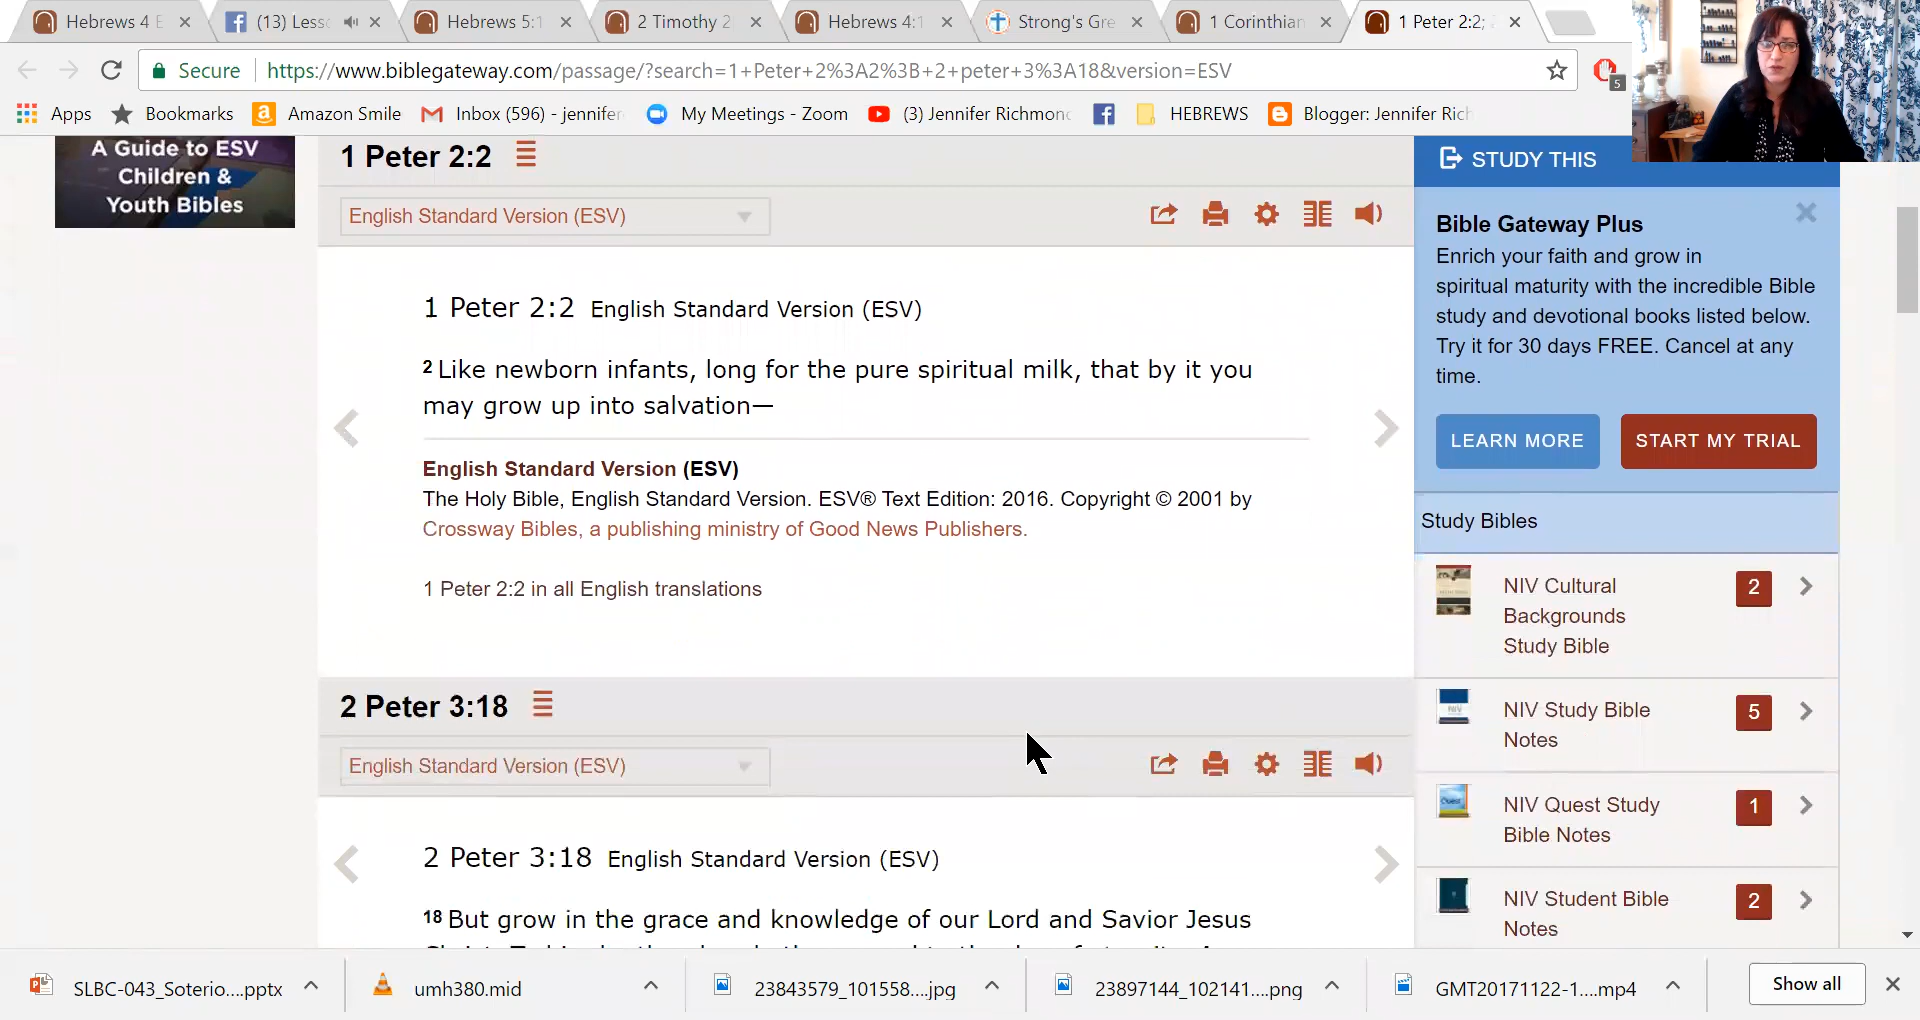 Hebrews 4 E
(13) Less
Hebrews 5:1
2 Timothy 2
Hebrews 4:1
Strong's Gre
1 Corinthian
1 Peter 2:2;
Secure
https://www.biblegateway.com/passage/?search=1+Peter+2%3A2%3B+2+peter+3%3A18&version=ESV
5
Apps
Bookmarks
Amazon Smile
Inbox (596) - jennifer
My Meetings - Zoom
(3) Jennifer Richmond
HEBREWS
Blogger: Jennifer Rich
A Guide to ESV
Children &
Youth Bibles
1 Peter 2:2
English Standard Version (ESV)
1 Peter 2:2 English Standard Version (ESV)
2 Like newborn infants, long for the pure spiritual milk, that by it you
may grow up into salvation—
English Standard Version (ESV)
The Holy Bible, English Standard Version. ESV® Text Edition: 2016. Copyright © 2001 by
Crossway Bibles, a publishing ministry of Good News Publishers.
1 Peter 2:2 in all English translations
2 Peter 3:18
English Standard Version (ESV)
2 Peter 3:18 English Standard Version (ESV)
18 But grow in the grace and knowledge of our Lord and Savior Jesus
STUDY THIS
Bible Gateway Plus
Enrich your faith and grow in
spiritual maturity with the incredible Bible
study and devotional books listed below.
Try it for 30 days FREE. Cancel at any
time.
LEARN MORE
START MY TRIAL
Study Bibles
NIV Cultural
Backgrounds
Study Bible
2
NIV Study Bible
Notes
5
NIV Quest Study
Bible Notes
1
NIV Student Bible
Notes
2
SLBC-043_Soterio....pptx
umh380.mid
23843579_101558....jpg
23897144_102141....png
GMT20171122-1....mp4
Show all